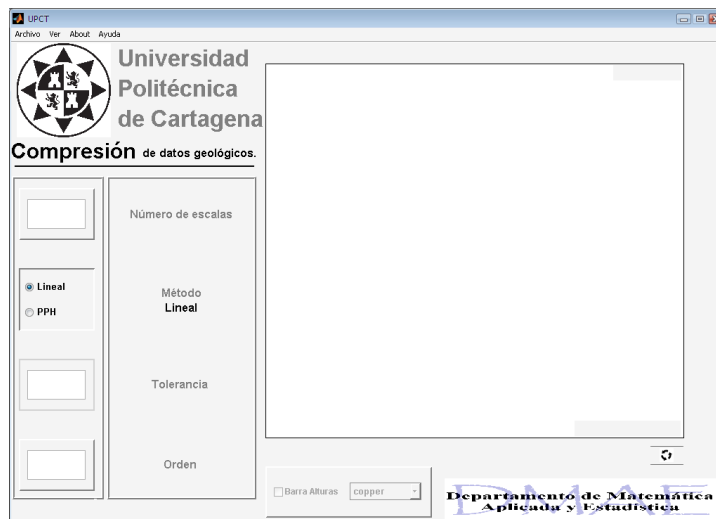 UPCT
Archivo Ver About Ayuda
Universidad
Politécnica
de Cartagena
Compresión de datos geológicos.
Número de escalas
Lineal
PPH
Método
Lineal
Tolerancia
Orden
Barra Alturas copper
DMAE
Departamento de Matemática
Aplicada y Estadística